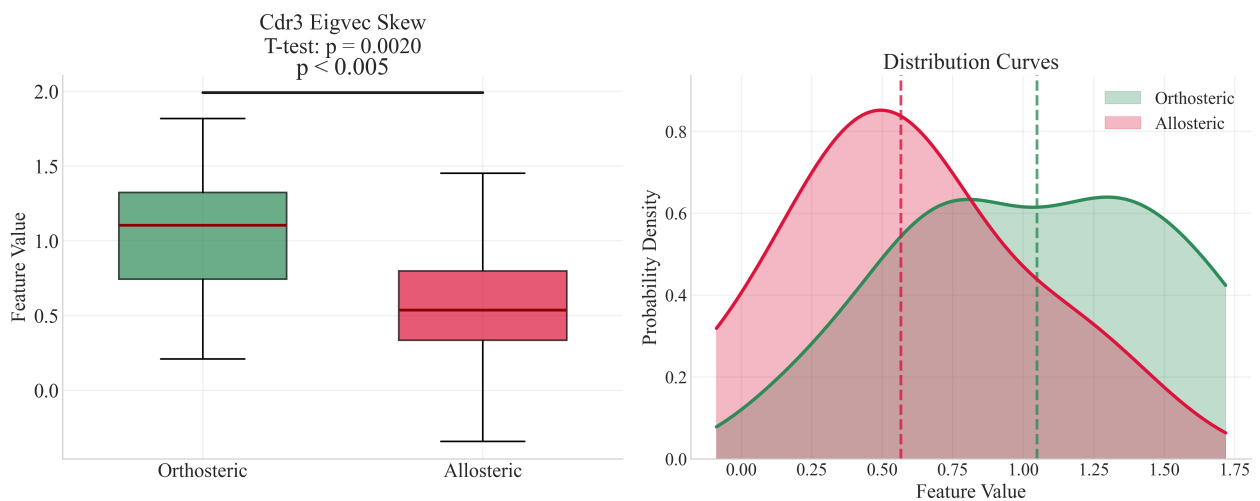 Cdr3 Eigvec Skew
T-test: p = 0.0020
p < 0.005
Feature Value
2.0
1.5
1.0
0.5
0.0
Orthosteric
Allosteric
Distribution Curves
Orthosteric
Allosteric
Probability Density
0.8
0.6
0.4
0.2
0.0
0.00 0.25 0.50 0.75 1.00 1.25 1.50 1.75
Feature Value